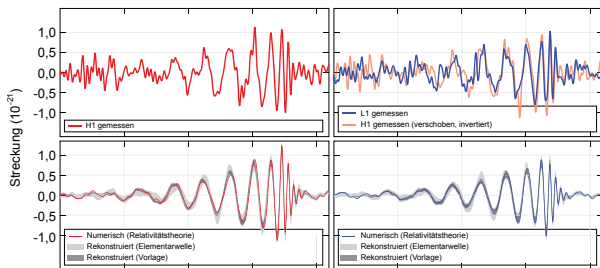 Streckung (10⁻²¹)
1,0
0,5
0,0
-0,5
-1,0
H1 gemessen
L1 gemessen
H1 gemessen (verschoben, invertiert)
1,0
0,5
0,0
-0,5
-1,0
Numerisch (Relativitätstheorie)
Rekonstruiert (Elementarwelle)
Rekonstruiert (Vorlage)
Numerisch (Relativitätstheorie)
Rekonstruiert (Elementarwelle)
Rekonstruiert (Vorlage)